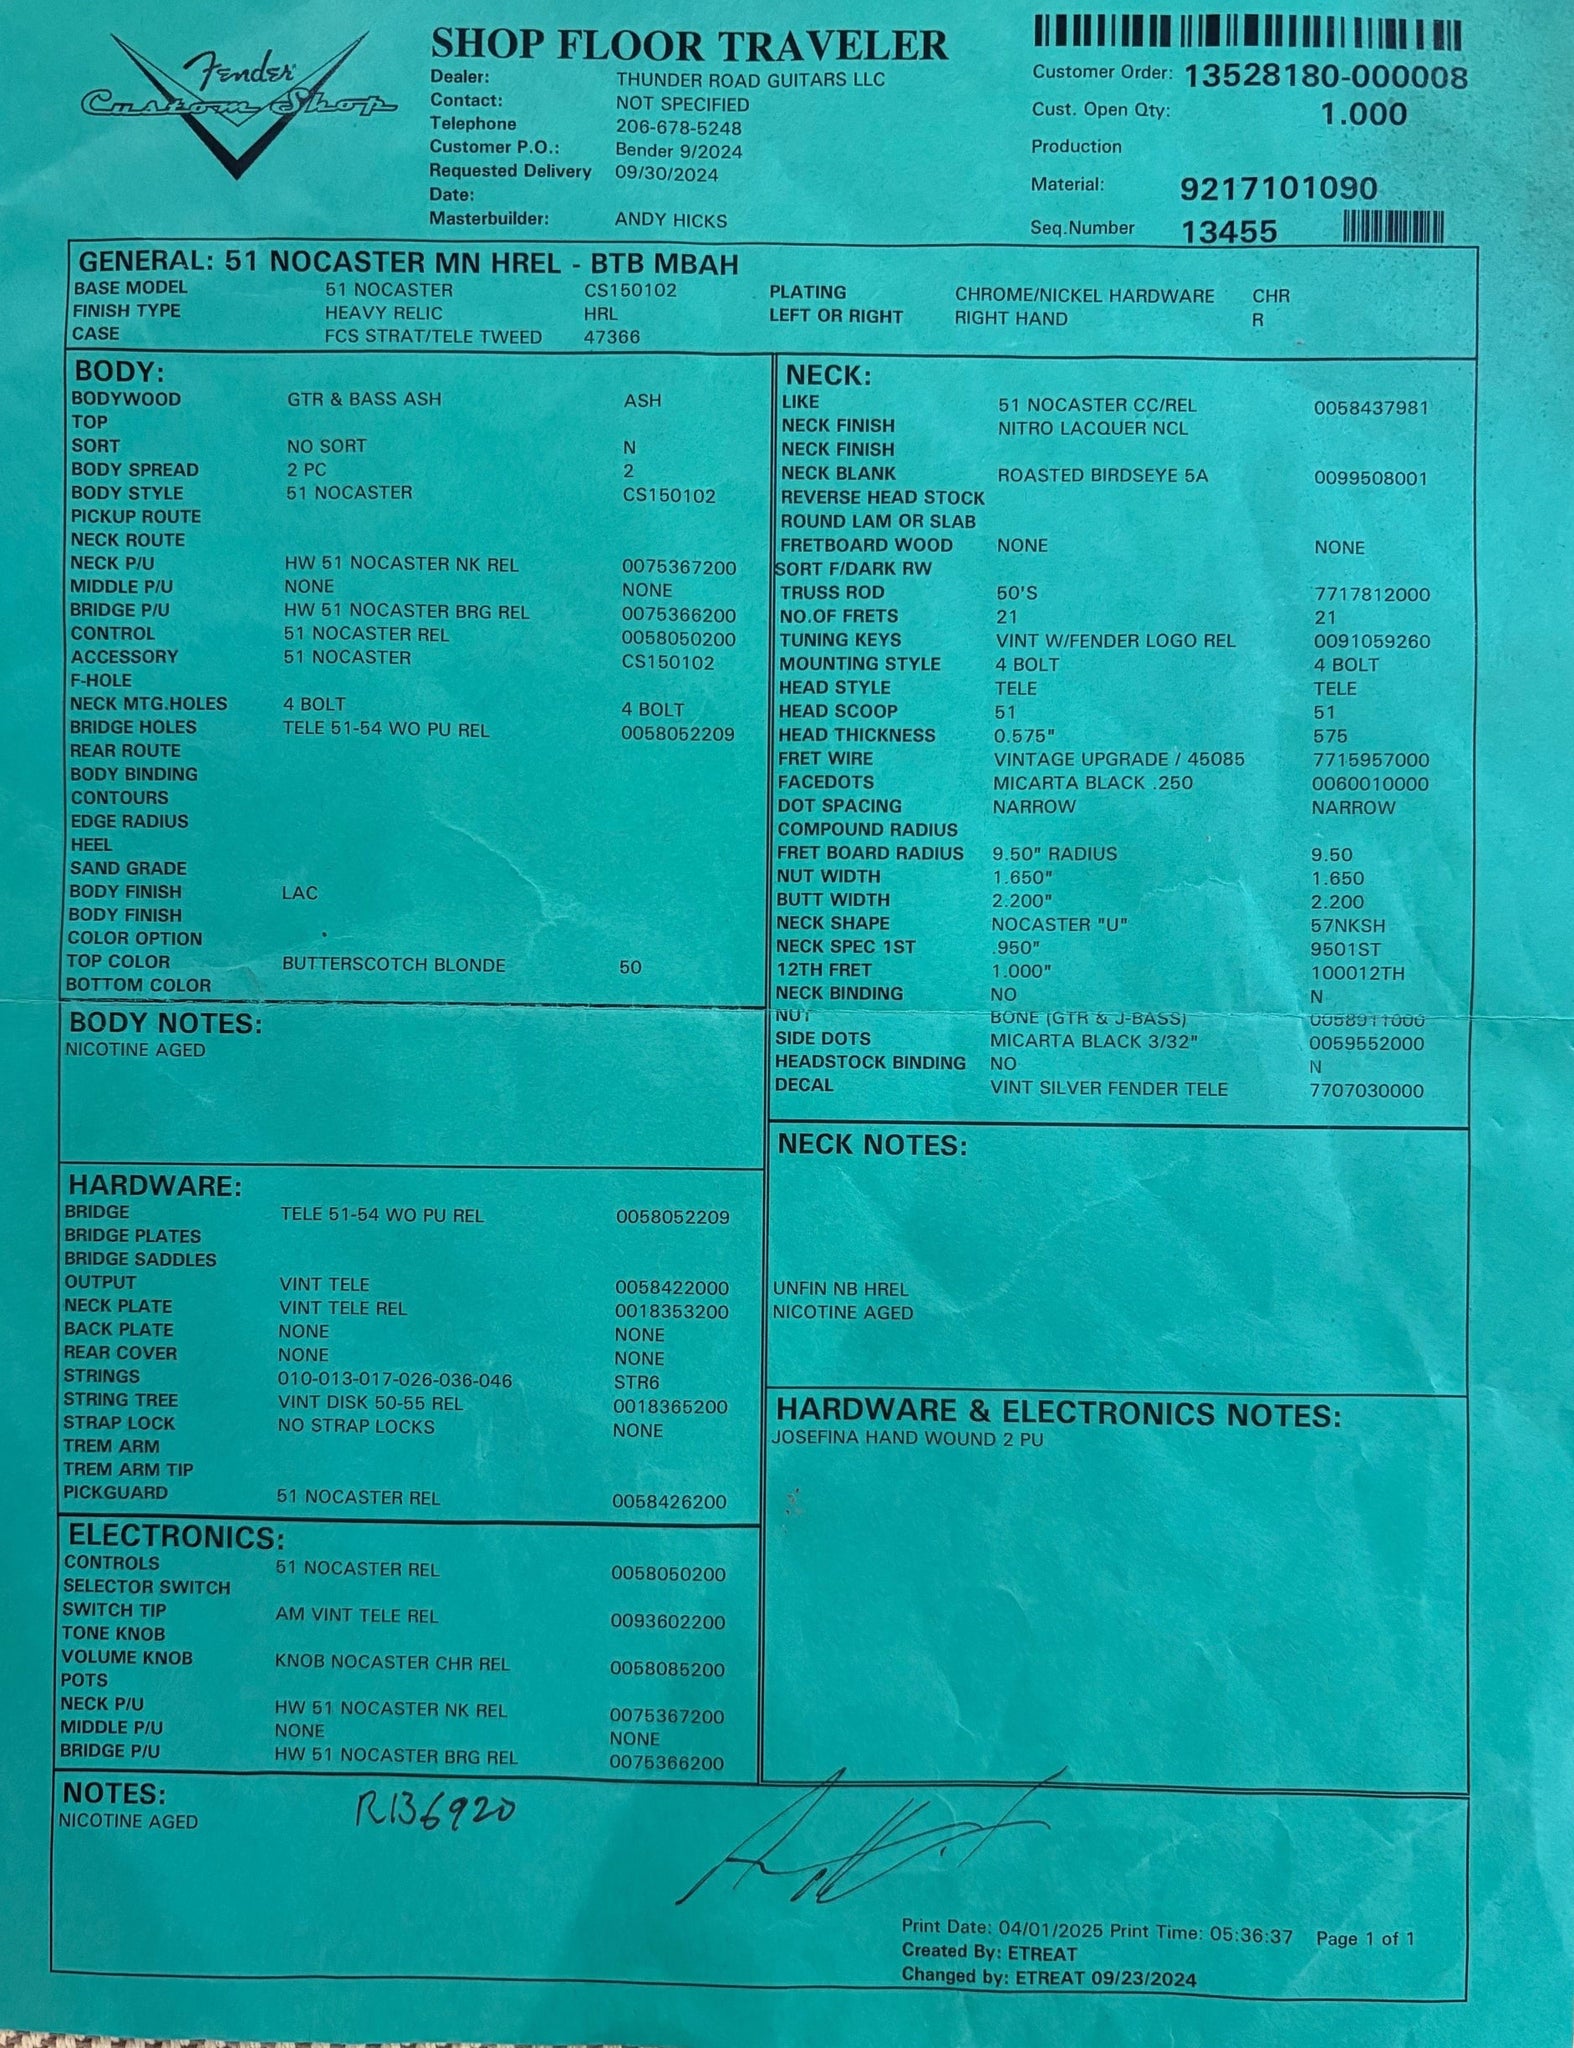 Fender
Custom Shop
SHOP FLOOR TRAVELER
Dealer: THUNDER ROAD GUITARS LLC
Contact: NOT SPECIFIED
Telephone 206-678-5248
Customer P.O.: Bender 9/2024
Requested Delivery 09/30/2024
Date:
Masterbuilder: ANDY HICKS
Customer Order: 13528180-000008
Cust. Open Qty: 1.000
Production
Material: 9217101090
Seq.Number 13455
GENERAL: 51 NOCASTER MN HREL - BTB MBAH
BASE MODEL 51 NOCASTER CS150102
FINISH TYPE HEAVY RELIC HRL
CASE FCS STRAT/TELE TWEED 47366
PLATING CHROME/NICKEL HARDWARE CHR
LEFT OR RIGHT RIGHT HAND R
BODY:
BODYWOOD GTR & BASS ASH ASH
TOP
SORT NO SORT N
BODY SPREAD 2 PC 2
BODY STYLE 51 NOCASTER CS150102
PICKUP ROUTE
NECK ROUTE
NECK P/U HW 51 NOCASTER NK REL 0075367200
MIDDLE P/U NONE NONE
BRIDGE P/U HW 51 NOCASTER BRG REL 0075366200
CONTROL 51 NOCASTER REL 0058050200
ACCESSORY 51 NOCASTER CS150102
F-HOLE
NECK MTG.HOLES 4 BOLT 4 BOLT
BRIDGE HOLES TELE 51-54 WO PU REL 0058052209
REAR ROUTE
BODY BINDING
CONTOURS
EDGE RADIUS
HEEL
SAND GRADE
BODY FINISH LAC
BODY FINISH
COLOR OPTION
TOP COLOR BUTTERSCOTCH BLONDE 50
BOTTOM COLOR
BODY NOTES:
NICOTINE AGED
HARDWARE:
BRIDGE TELE 51-54 WO PU REL 0058052209
BRIDGE PLATES
BRIDGE SADDLES
OUTPUT VINT TELE 0058422000
NECK PLATE VINT TELE REL 0018353200
BACK PLATE NONE NONE
REAR COVER NONE NONE
STRINGS 010-013-017-026-036-046 STR6
STRING TREE VINT DISK 50-55 REL 0018365200
STRAP LOCK NO STRAP LOCKS NONE
TREM ARM
TREM ARM TIP
PICKGUARD 51 NOCASTER REL 0058426200
ELECTRONICS:
CONTROLS 51 NOCASTER REL 0058050200
SELECTOR SWITCH
SWITCH TIP AM VINT TELE REL 0093602200
TONE KNOB
VOLUME KNOB KNOB NOCASTER CHR REL 0058085200
POTS
NECK P/U HW 51 NOCASTER NK REL 0075367200
MIDDLE P/U NONE NONE
BRIDGE P/U HW 51 NOCASTER BRG REL 0075366200
NECK:
LIKE 51 NOCASTER CC/REL 0058437981
NECK FINISH NITRO LACQUER NCL
NECK FINISH
NECK BLANK ROASTED BIRDSEYE 5A 0099508001
REVERSE HEAD STOCK
ROUND LAM OR SLAB
FRETBOARD WOOD NONE NONE
SORT F/DARK RW
TRUSS ROD 50'S 7717812000
NO.OF FRETS 21 21
TUNING KEYS VINT W/FENDER LOGO REL 0091059260
MOUNTING STYLE 4 BOLT 4 BOLT
HEAD STYLE TELE TELE
HEAD SCOOP 51 51
HEAD THICKNESS 0.575" 575
FRET WIRE VINTAGE UPGRADE / 45085 7715957000
FACEDOTS MICARTA BLACK .250 0060010000
DOT SPACING NARROW NARROW
COMPOUND RADIUS
FRET BOARD RADIUS 9.50" RADIUS 9.50
NUT WIDTH 1.650" 1.650
BUTT WIDTH 2.200" 2.200
NECK SHAPE NOCASTER "U" 57NKSH
NECK SPEC 1ST .950" 9501ST
12TH FRET 1.000" 100012TH
NECK BINDING NO N
NUT BONE (GTR & J-BASS) 0058911000
SIDE DOTS MICARTA BLACK 3/32" 0059552000
HEADSTOCK BINDING NO N
DECAL VINT SILVER FENDER TELE 7707030000
NECK NOTES:
UNFIN NB HREL
NICOTINE AGED
HARDWARE & ELECTRONICS NOTES:
JOSEFINA HAND WOUND 2 PU
NOTES:
NICOTINE AGED
R136920
Print Date: 04/01/2025 Print Time: 05:36:37 Page 1 of 1
Created By: ETREAT
Changed by: ETREAT 09/23/2024